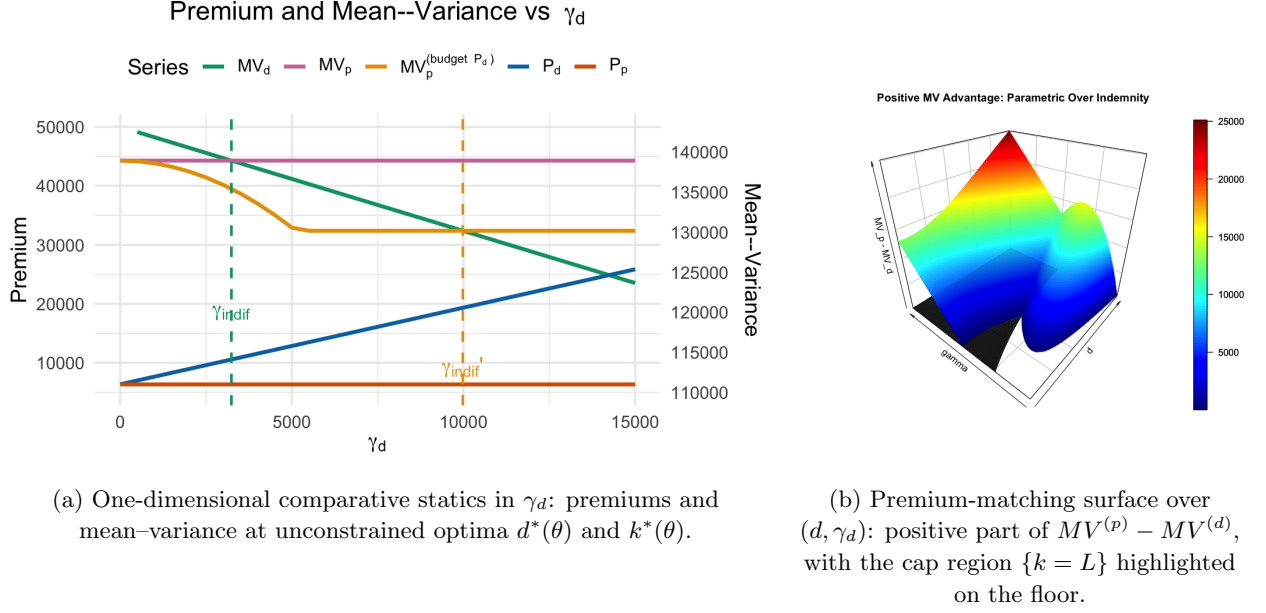 Premium and Mean--Variance vs γd
Series MVd MVp MVp(budget Pd) Pd Pp
50000
40000
30000
20000
10000
Premium
140000
135000
130000
125000
120000
115000
110000
Mean--Variance
γindif
γindif'
0 5000 10000 15000
γd
(a) One-dimensional comparative statics in γd: premiums and
mean–variance at unconstrained optima d*(θ) and k*(θ).
Positive MV Advantage: Parametric Over Indemnity
MV_p - MV_d
gamma
d
25000
20000
15000
10000
5000
(b) Premium-matching surface over
(d, γd): positive part of MV(p) − MV(d),
with the cap region {k = L} highlighted
on the floor.